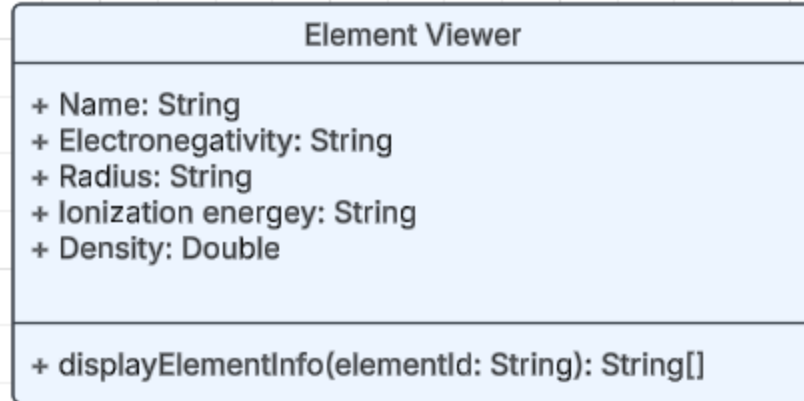 Element Viewer
+ Name: String
+ Electronegativity: String
+ Radius: String
+ Ionization energey: String
+ Density: Double
+ displayElementInfo(elementId: String): String[]